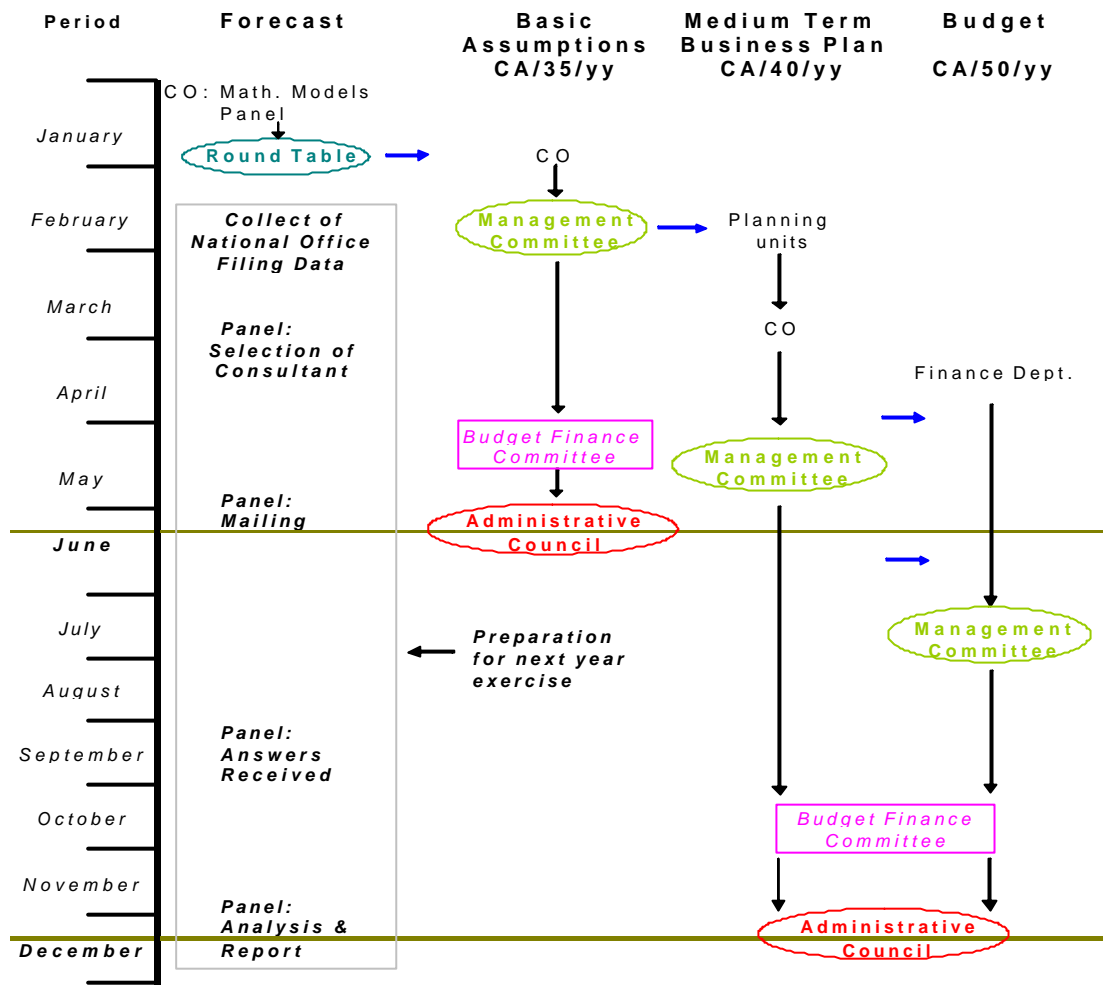 Period
Forecast
Basic
Assumptions
CA/35/yy
Medium Term
Business Plan
CA/40/yy
Budget
CA/50/yy
CO: Math. Models
Panel
January
Round Table
CO
February
Collect of
National Office
Filing Data
Management
Committee
Planning
units
March
Panel:
Selection of
Consultant
CO
April
Finance Dept.
Budget Finance
Committee
Management
Committee
May
Panel:
Mailing
Administrative
Council
June
July
Preparation
for next year
exercise
Management
Committee
August
September
Panel:
Answers
Received
October
Budget Finance
Committee
November
Panel:
Analysis &
Report
Administrative
Council
December